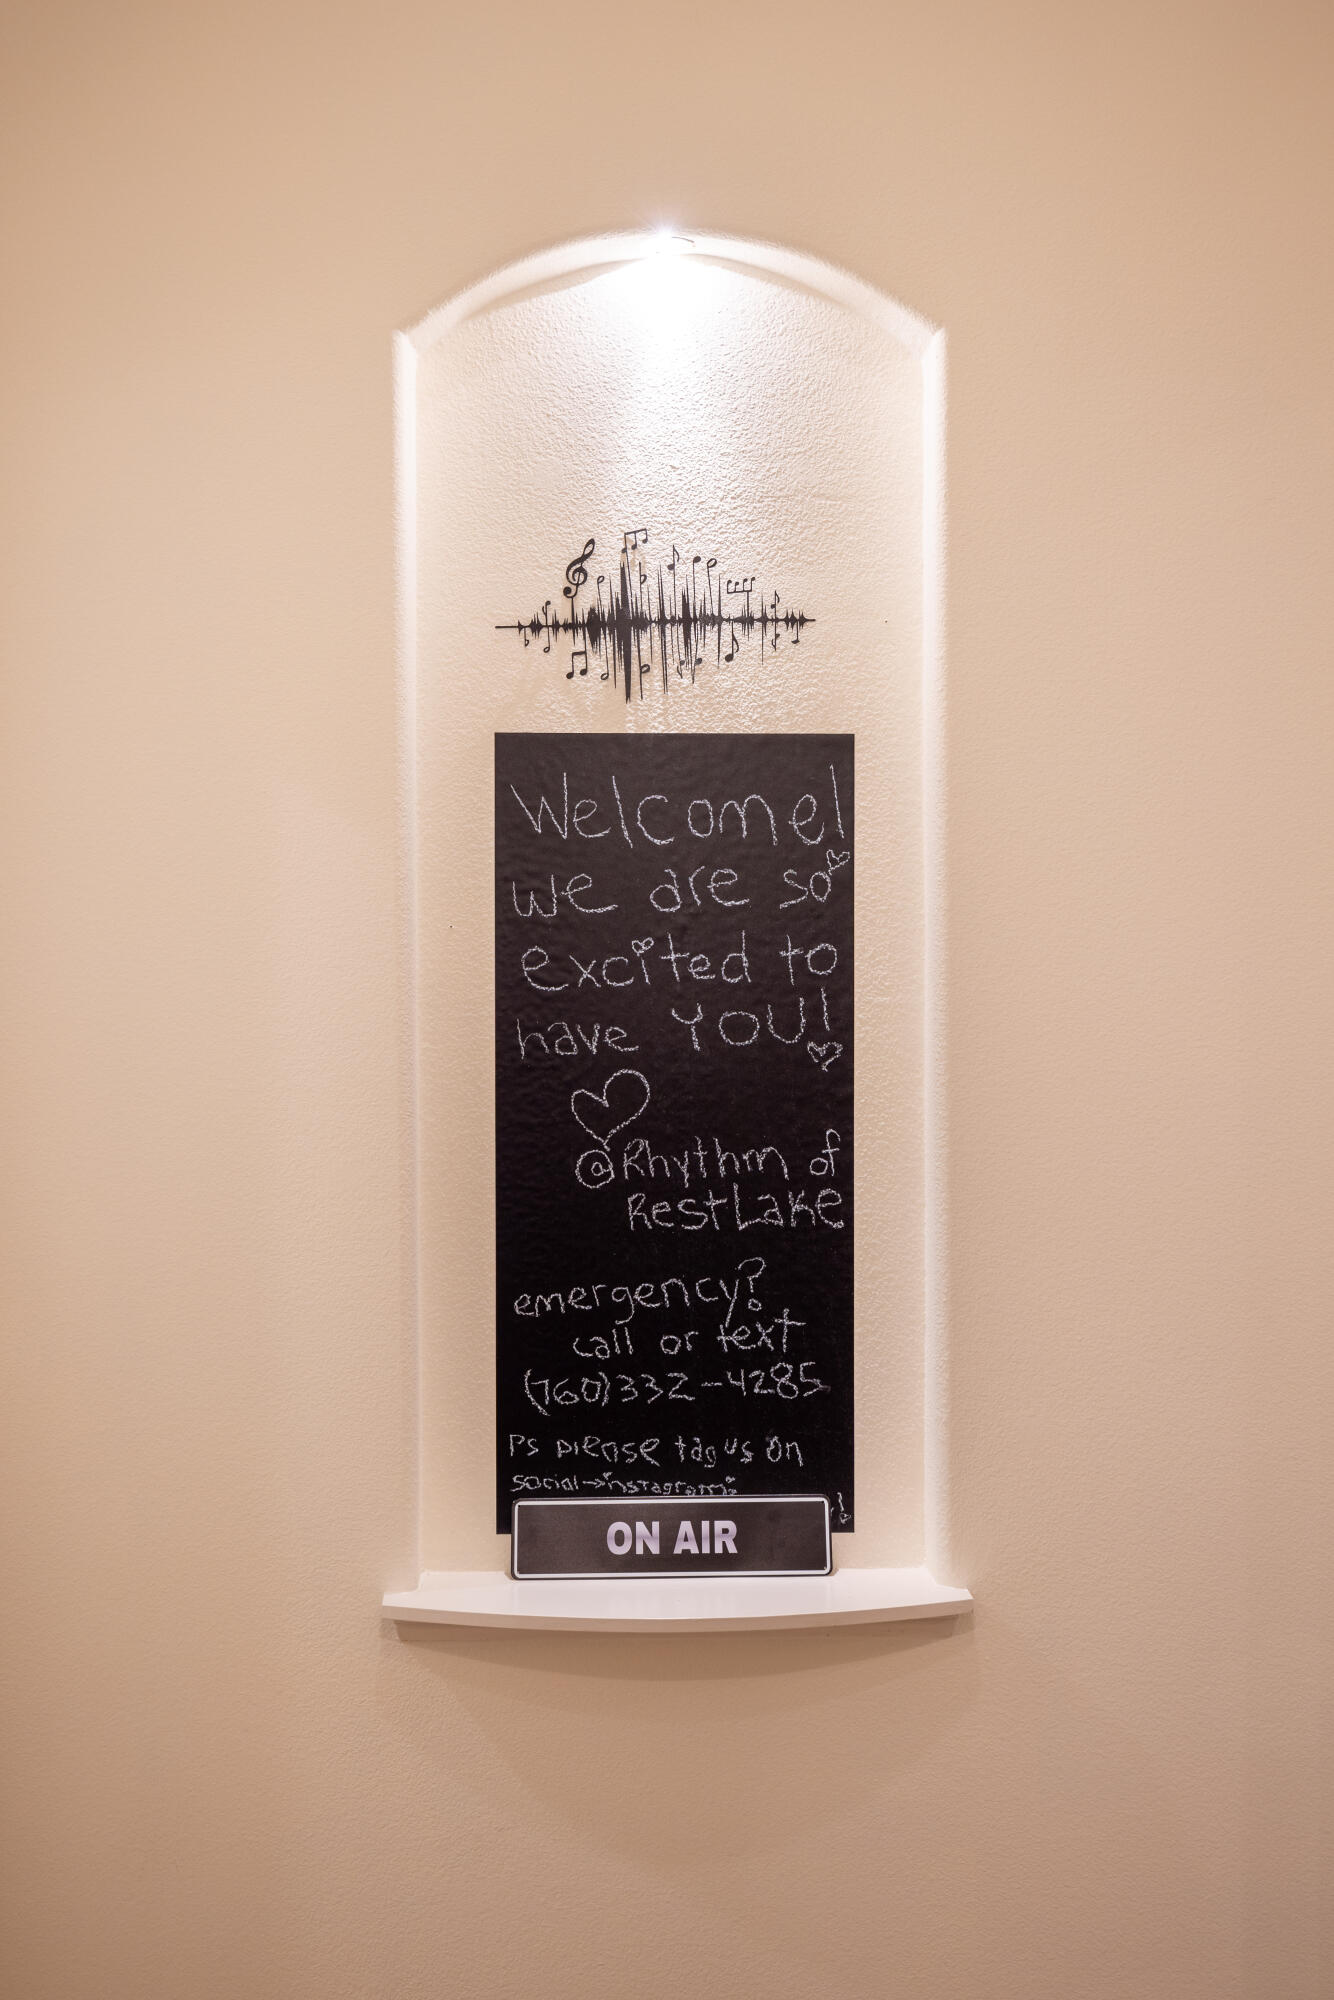 Welcome!
we are so
excited to
have YOU!
@Rhythm of
RestLake
emergency?
call or text
(760)332-4285
Ps please tag us on
social→instagram:
ON AIR